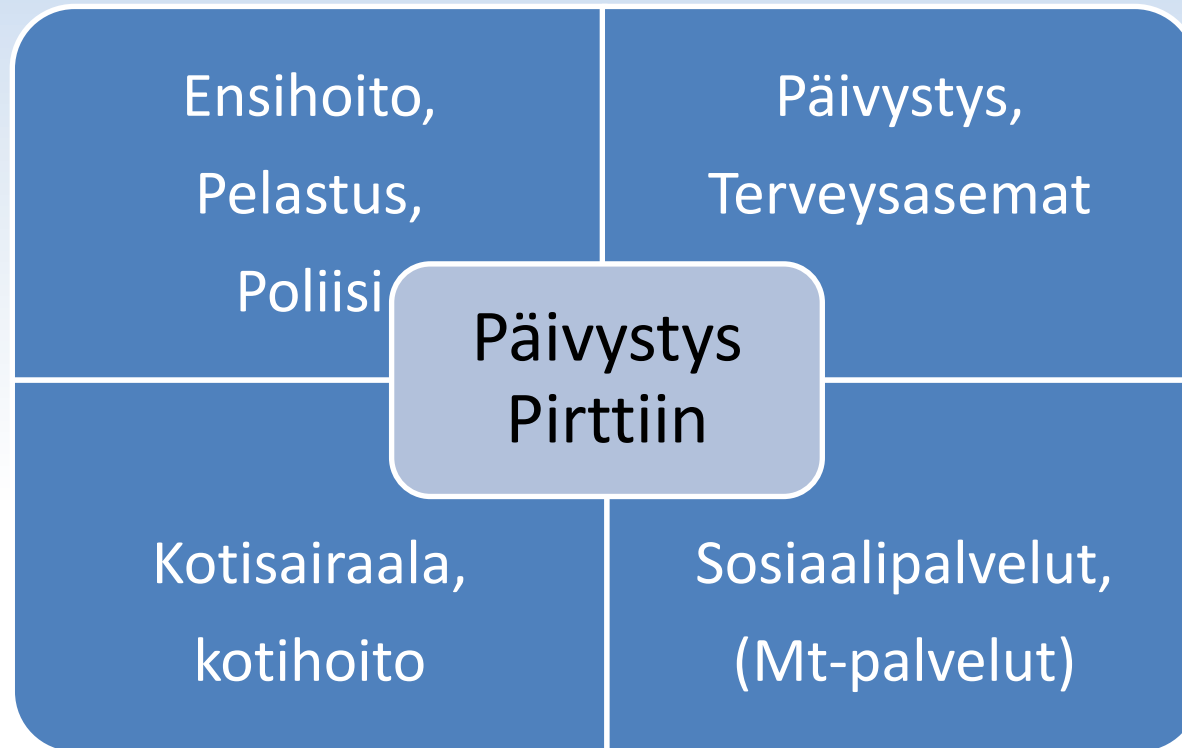 Ensihoito,
Pelastus,
Poliisi
Päivystys,
Terveysasemat
Päivystys
Pirttiin
Kotisairaala,
kotihoito
Sosiaalipalvelut,
(Mt-palvelut)